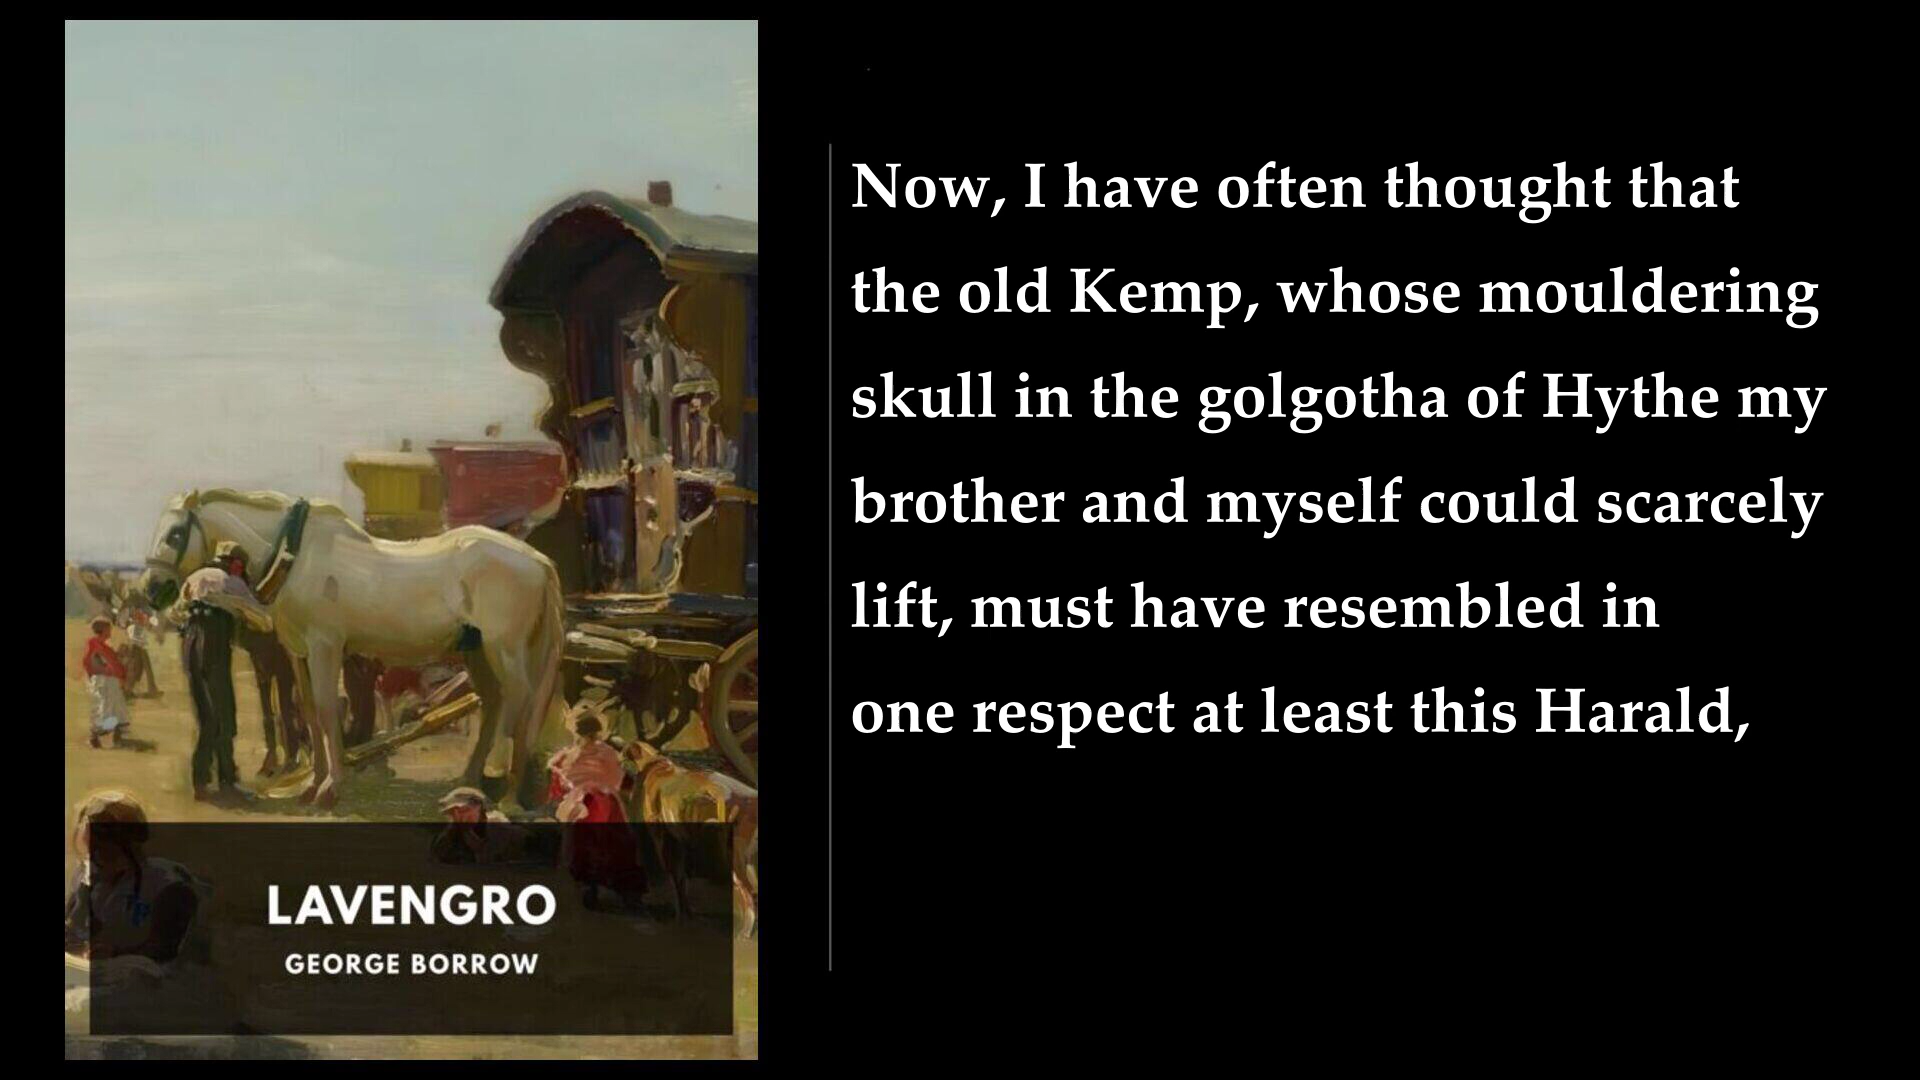 Now, I have often thought that
the old Kemp, whose mouldering
skull in the golgotha of Hythe my
brother and myself could scarcely
lift, must have resembled in
one respect at least this Harald,
LAVENGRO
GEORGE BORROW